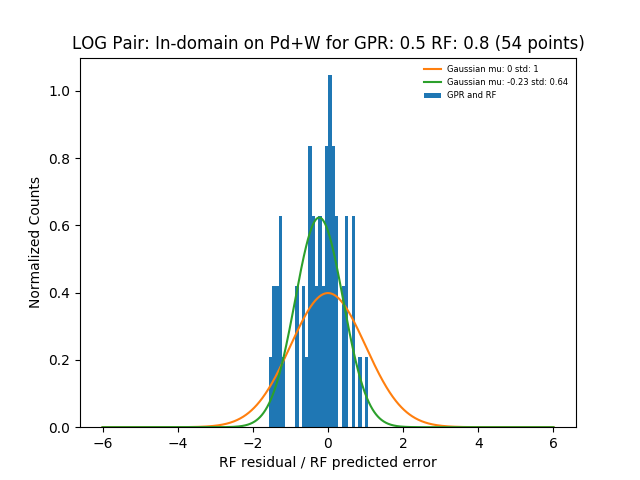 LOG Pair: In-domain on Pd+W for GPR: 0.5 RF: 0.8 (54 points)
Gaussian mu: 0 std: 1
Gaussian mu: -0.23 std: 0.64
GPR and RF
Normalized Counts
1.0
0.8
0.6
0.4
0.2
0.0
−6 −4 −2 0 2 4 6
RF residual / RF predicted error